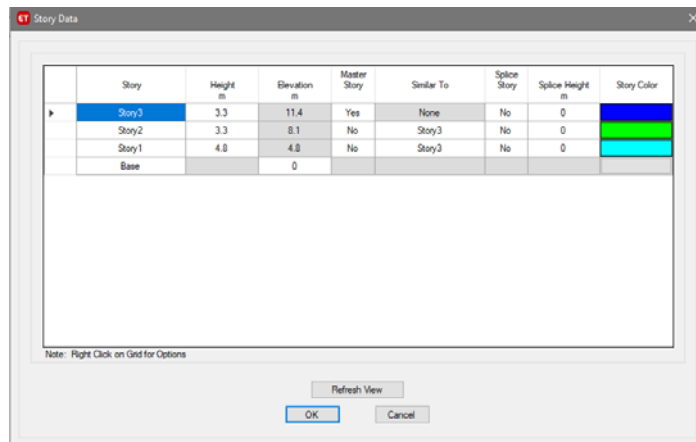 ET Story Data
Story Height m Elevation m Master Story Similar To Splice Story Splice Height m Story Color
Story3 3.3 11.4 Yes None No 0
Story2 3.3 8.1 No Story3 No 0
Story1 4.8 4.8 No Story3 No 0
Base 0
Note: Right Click on Grid for Options
Refresh View
OK Cancel